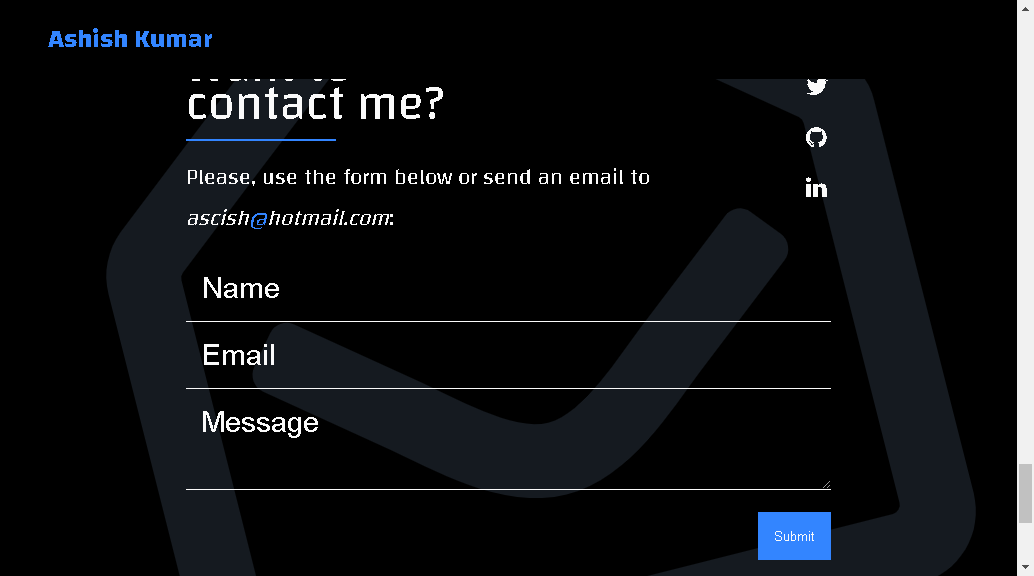 Ashish Kumar
contact me?
Please, use the form below or send an email to
ascish@hotmail.com:
Name
Email
Message
Submit